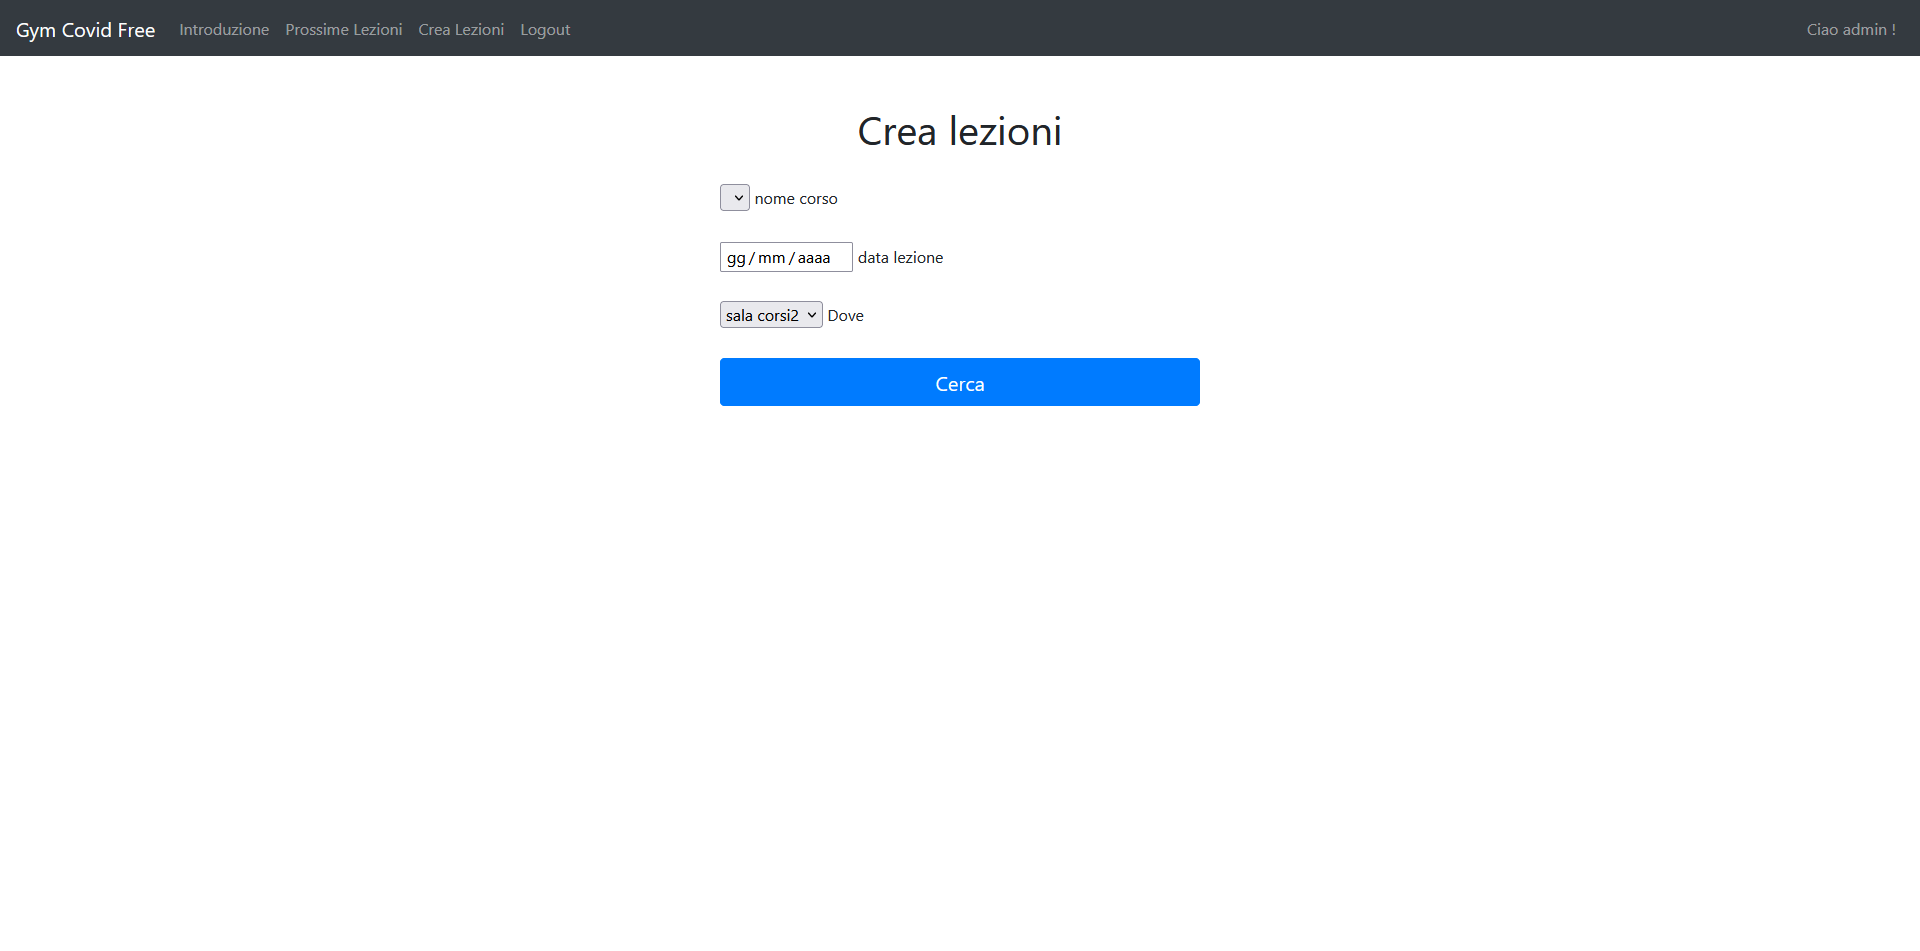 Gym Covid Free Introduzione Prossime Lezioni Crea Lezioni Logout Ciao admin !
Crea lezioni
nome corso
gg/mm/aaaa data lezione
sala corsi2 Dove
Cerca